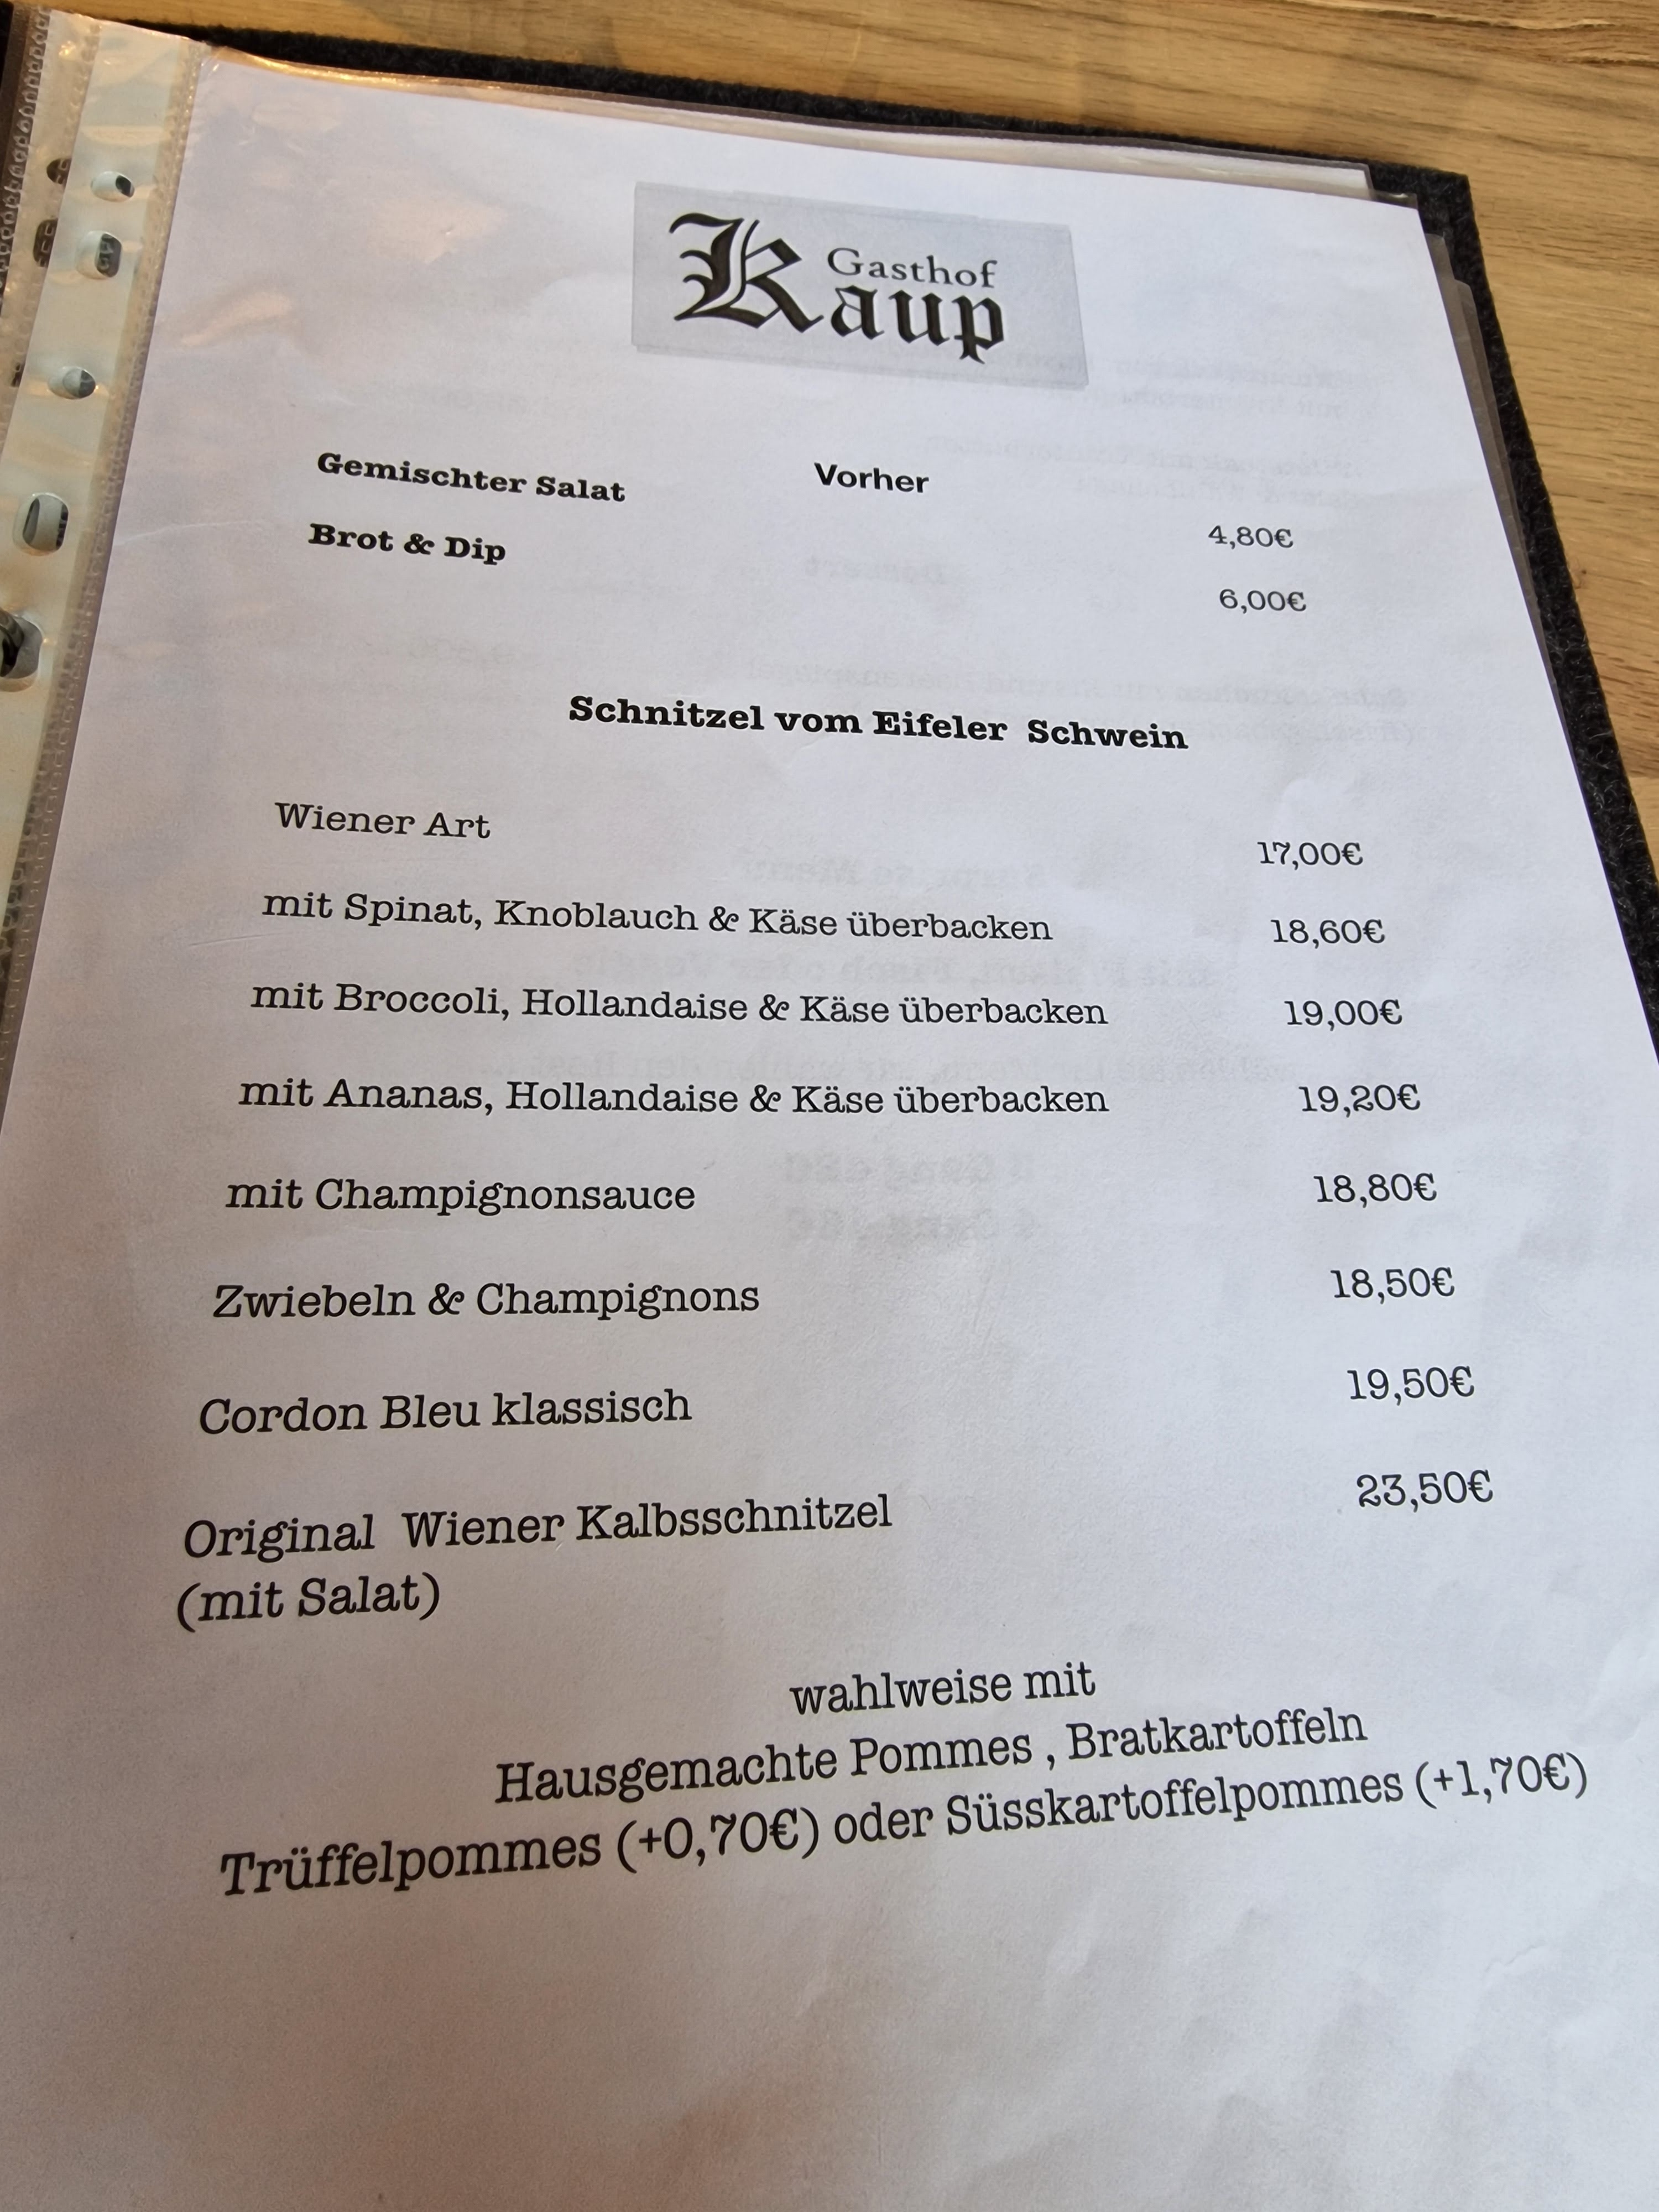 Gasthof
Kaup
Vorher
Gemischter Salat 4,80€
Brot & Dip 6,00€
Schnitzel vom Eifeler Schwein
Wiener Art 17,00€
mit Spinat, Knoblauch & Käse überbacken 18,60€
mit Broccoli, Hollandaise & Käse überbacken 19,00€
mit Ananas, Hollandaise & Käse überbacken 19,20€
mit Champignonsauce 18,80€
Zwiebeln & Champignons 18,50€
Cordon Bleu klassisch 19,50€
Original Wiener Kalbsschnitzel 23,50€
(mit Salat)
wahlweise mit
Hausgemachte Pommes , Bratkartoffeln
Trüffelpommes (+0,70€) oder Süsskartoffelpommes (+1,70€)